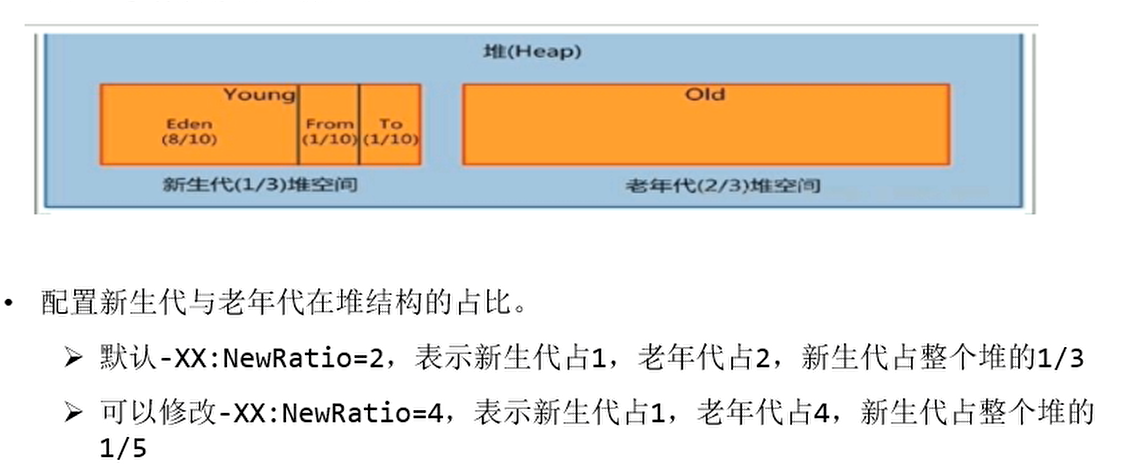 堆(Heap)
Young
Old
Eden
(8/10)
From
(1/10)
To
(1/10)
新生代(1/3)堆空间
老年代(2/3)堆空间
• 配置新生代与老年代在堆结构的占比。
➢ 默认-XX:NewRatio=2，表示新生代占1，老年代占2，新生代占整个堆的1/3
➢ 可以修改-XX:NewRatio=4，表示新生代占1，老年代占4，新生代占整个堆的
1/5